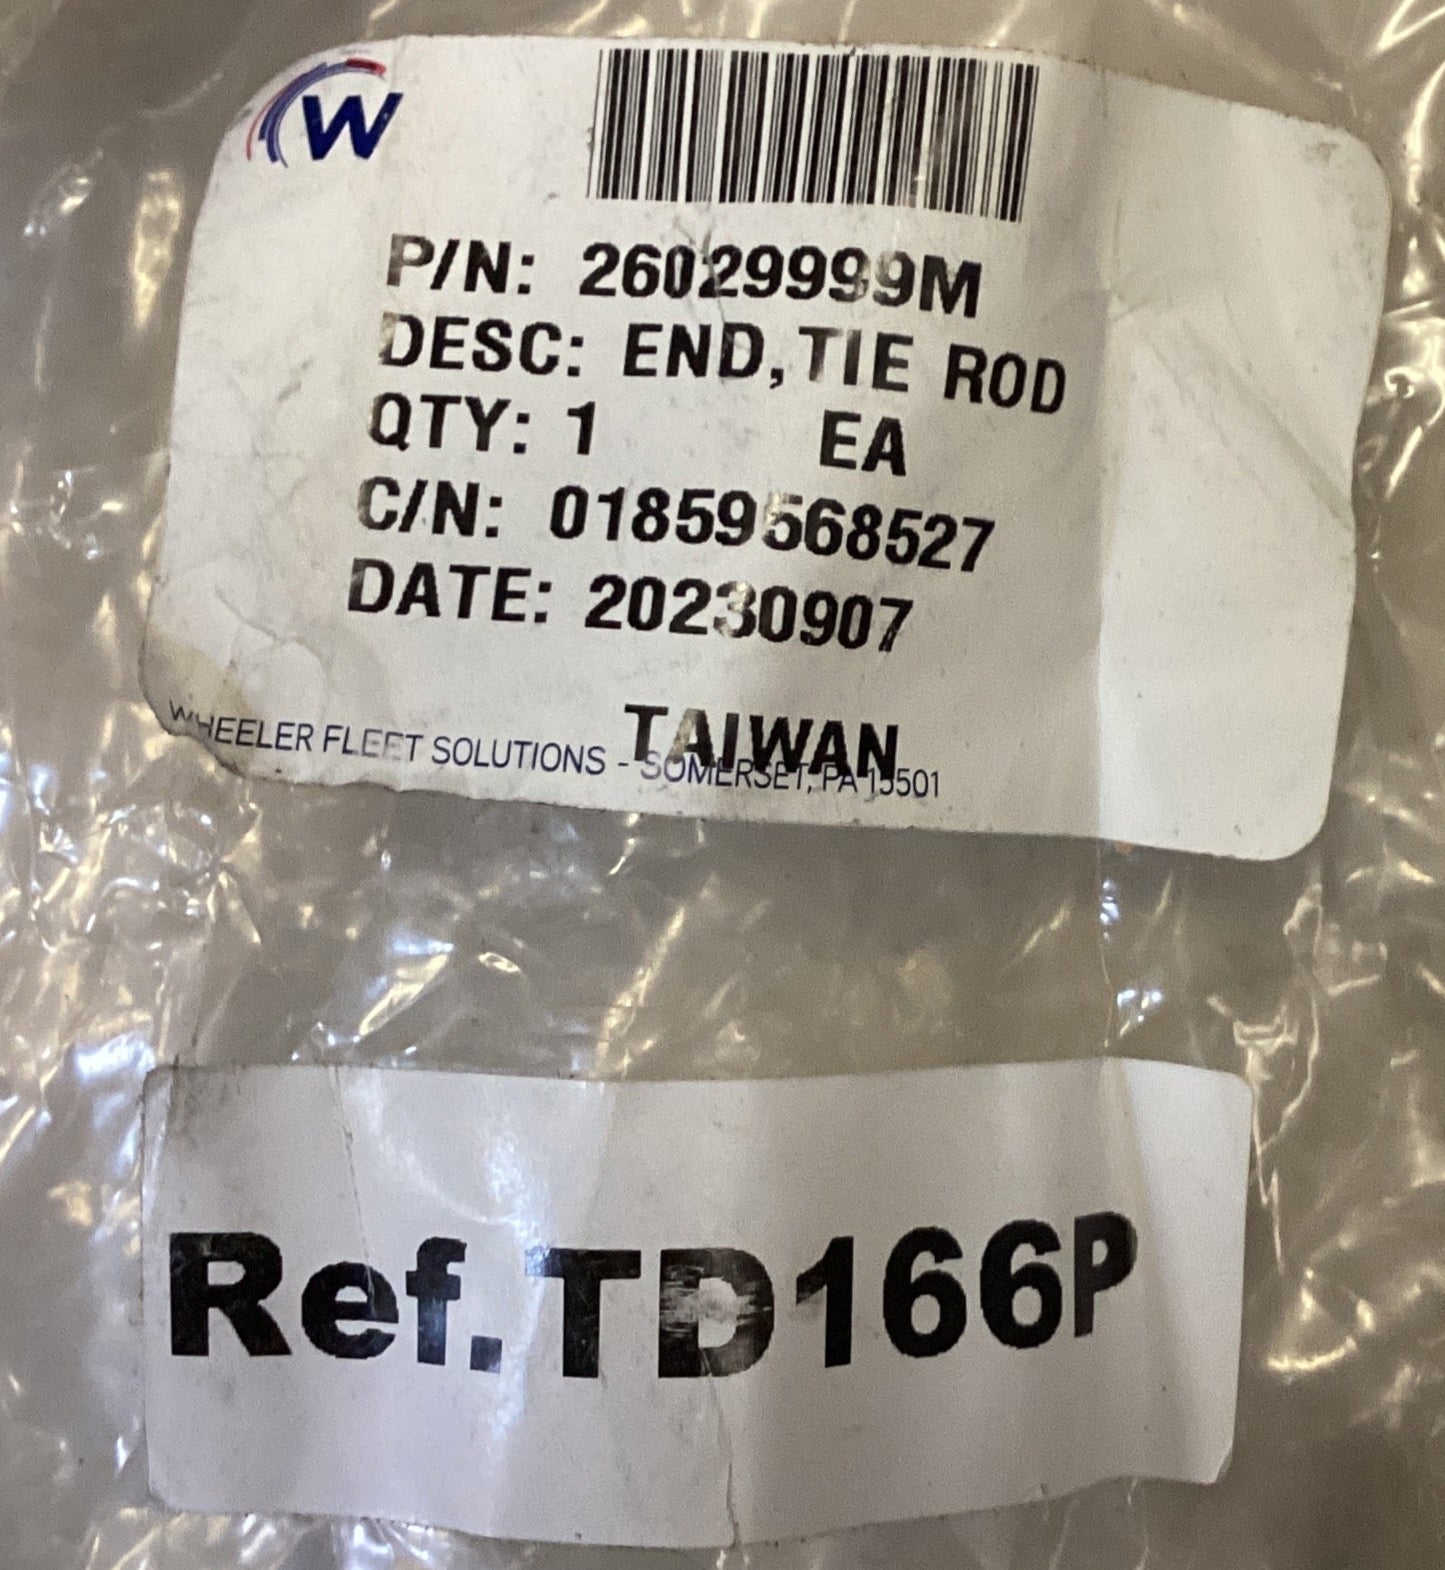 W
P/N: 26029999M
DESC: END, TIE ROD
QTY: 1 EA
C/N: 01859568527
DATE: 20230907
TAIWAN
WHEELER FLEET SOLUTIONS - SOMERSET, PA 15501
Ref.TD166P